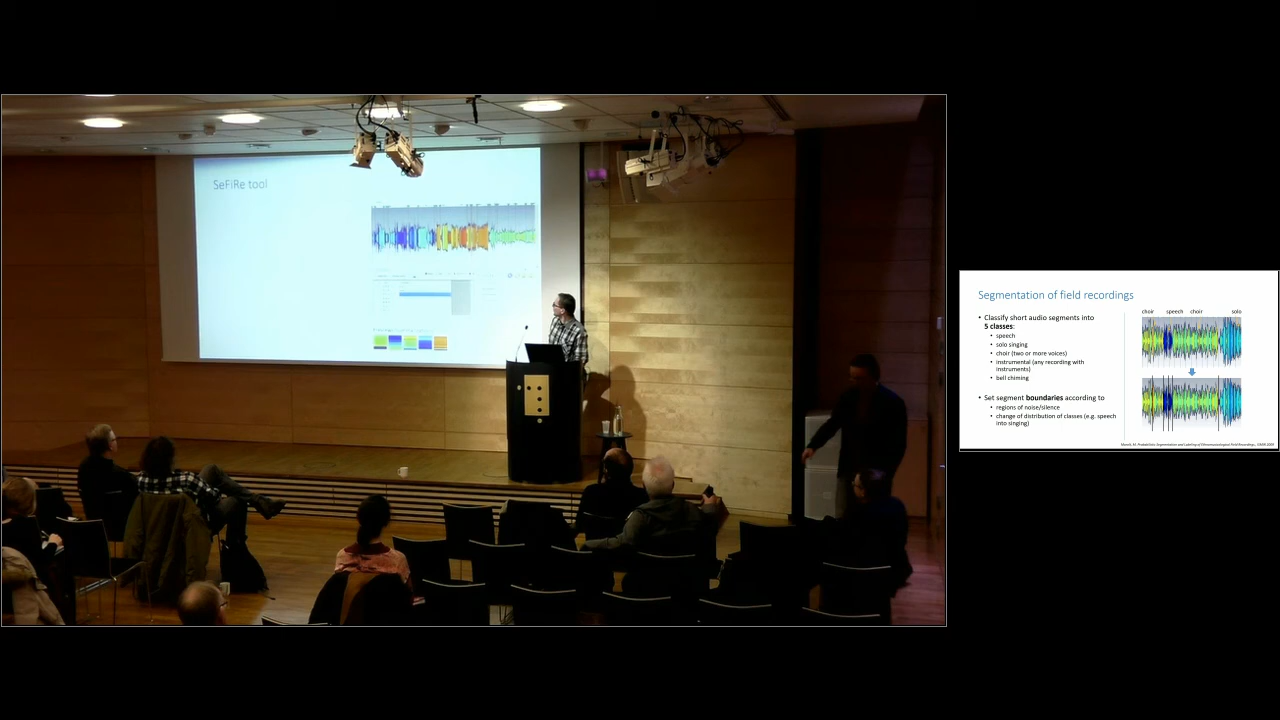 SeFiRe tool
Segmentation of field recordings
• Classify short audio segments into
5 classes:
• speech
• solo singing
• choir (two or more voices)
• instrumental (any recording with
instruments)
• bell chiming
• Set segment boundaries according to
• regions of noise/silence
• change of distribution of classes (e.g. speech
into singing)
choir speech choir solo